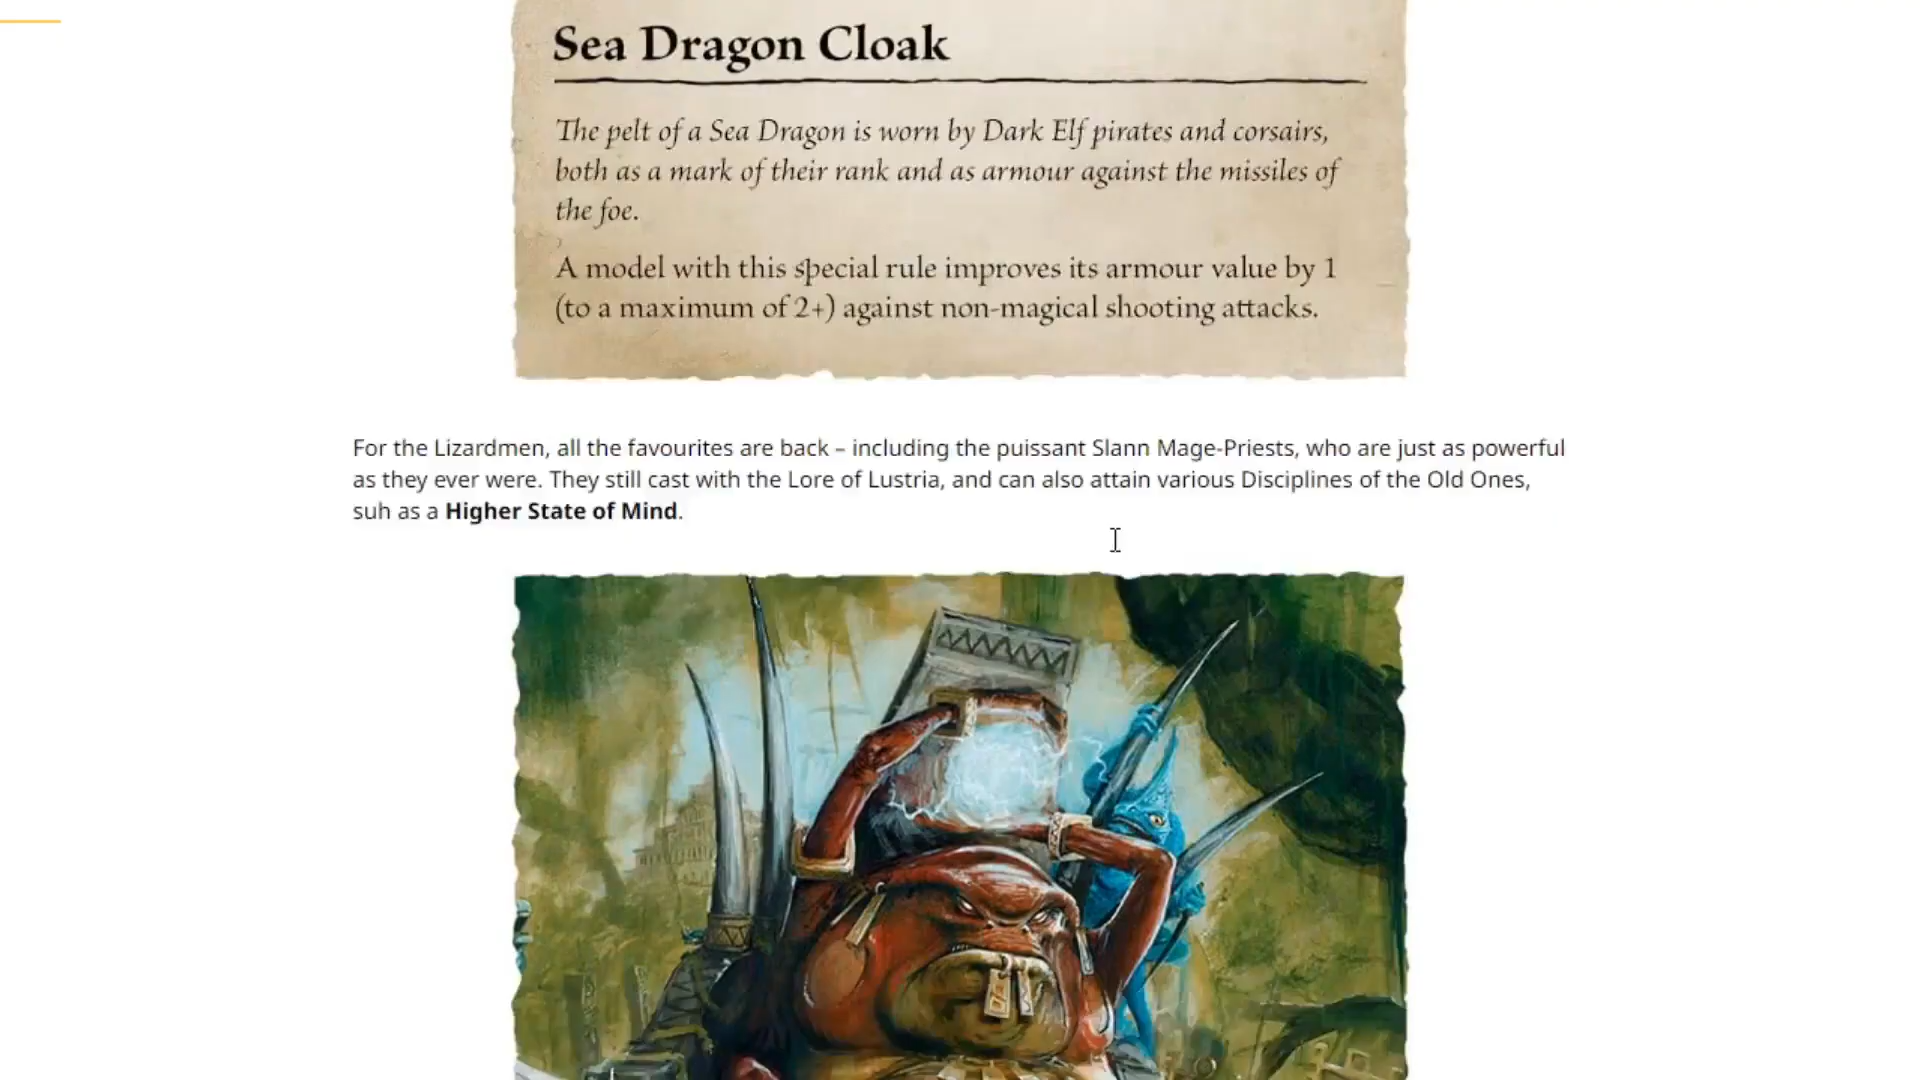 Sea Dragon Cloak
The pelt of a Sea Dragon is worn by Dark Elf pirates and corsairs,
both as a mark of their rank and as armour against the missiles of
the foe.
A model with this special rule improves its armour value by 1
(to a maximum of 2+) against non-magical shooting attacks.
For the Lizardmen, all the favourites are back – including the puissant Slann Mage-Priests, who are just as powerful
as they ever were. They still cast with the Lore of Lustria, and can also attain various Disciplines of the Old Ones,
suh as a Higher State of Mind.